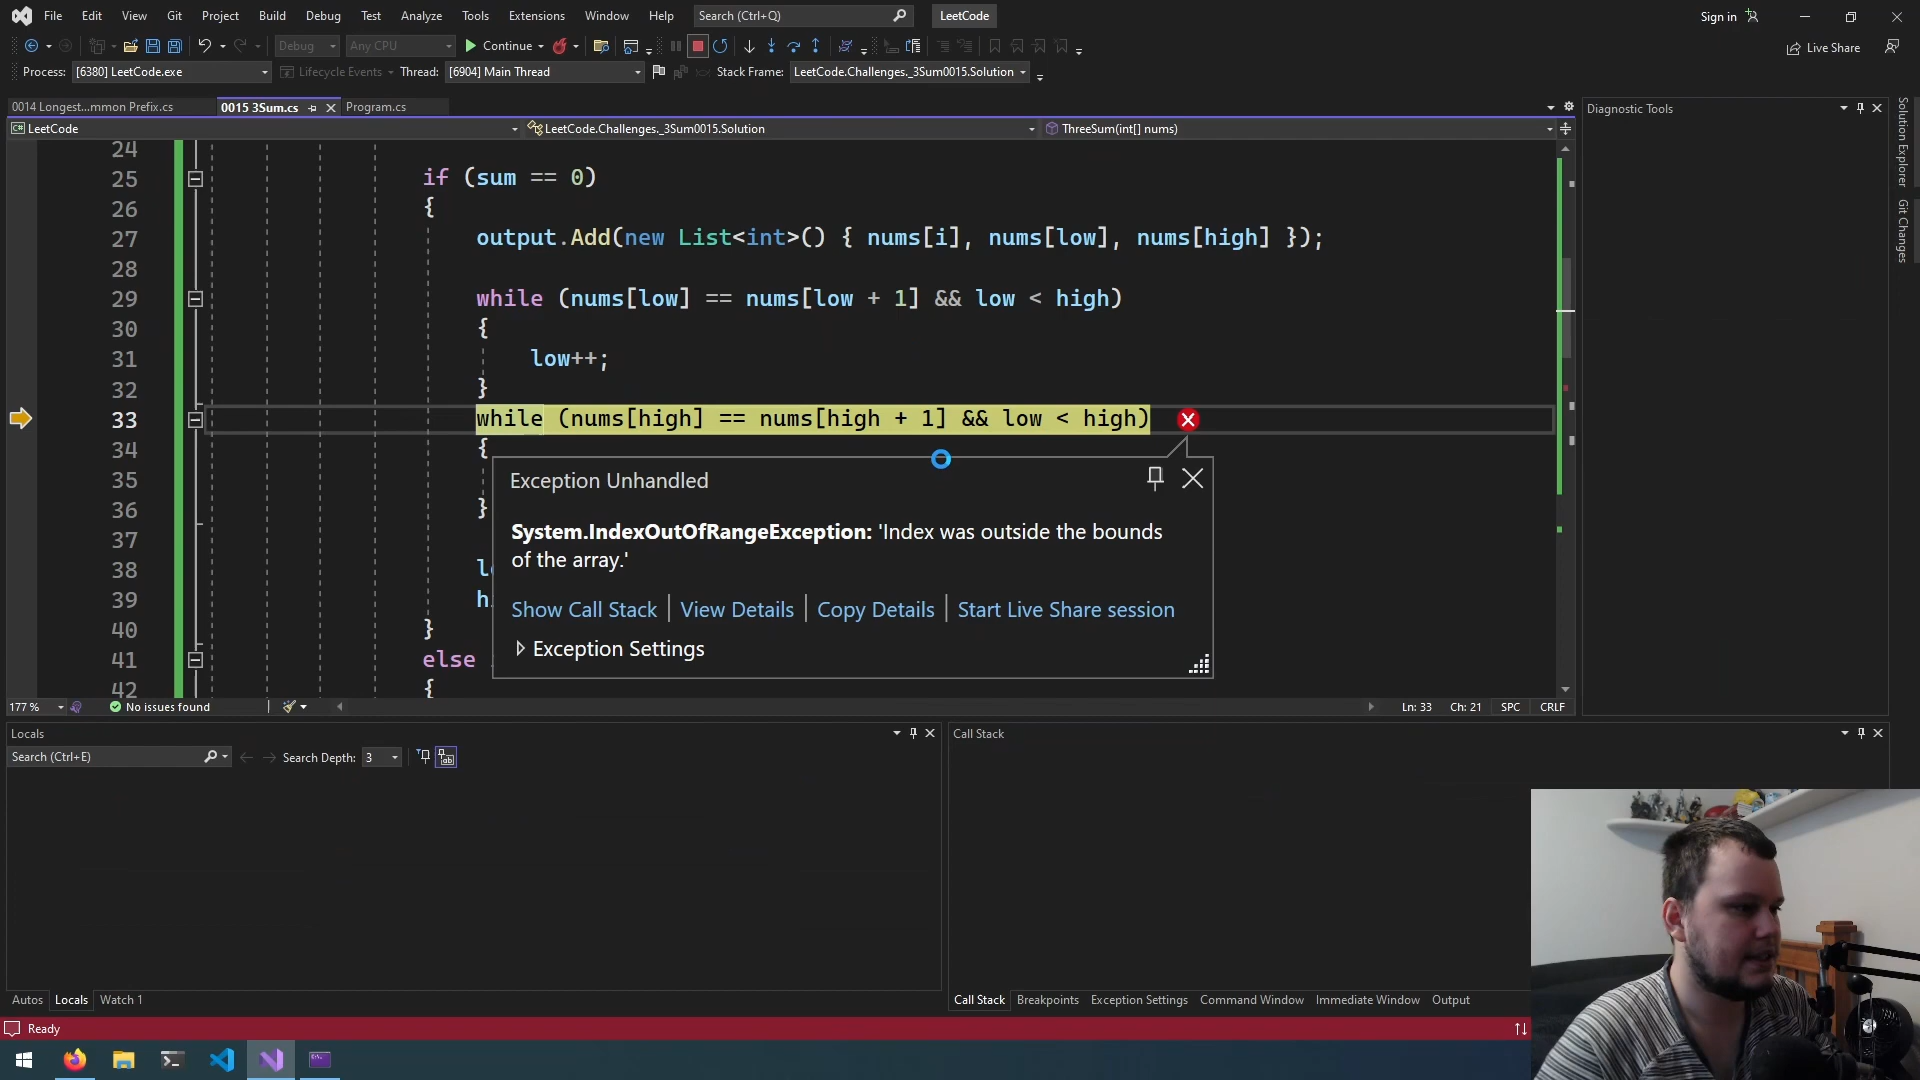 File Edit View Git Project Build Debug Test Analyze Tools Extensions Window Help Search (Ctrl+Q) LeetCode Sign in
Debug Any CPU Continue Live Share
Process: [6380] LeetCode.exe Lifecycle Events Thread: [6904] Main Thread Stack Frame: LeetCode.Challenges._3Sum0015.Solution
0014 Longest...mmon Prefix.cs 0015 3Sum.cs Program.cs
Diagnostic Tools
LeetCode LeetCode.Challenges._3Sum0015.Solution ThreeSum(int[] nums)
Solution Explorer
Git Changes
24
25 if (sum == 0)
26 {
27 output.Add(new List<int>() { nums[i], nums[low], nums[high] });
28
29 while (nums[low] == nums[low + 1] && low < high)
30 {
31 low++;
32 }
33 while (nums[high] == nums[high + 1] && low < high)
34 {
35
36 }
37
38
39
40 }
41 else
42 {
Exception Unhandled
System.IndexOutOfRangeException: 'Index was outside the bounds
of the array.'
Show Call Stack | View Details | Copy Details | Start Live Share session
Exception Settings
177 % No issues found Ln: 33 Ch: 21 SPC CRLF
Locals
Search (Ctrl+E) Search Depth: 3
Autos Locals Watch 1
Call Stack
Call Stack Breakpoints Exception Settings Command Window Immediate Window Output
Ready